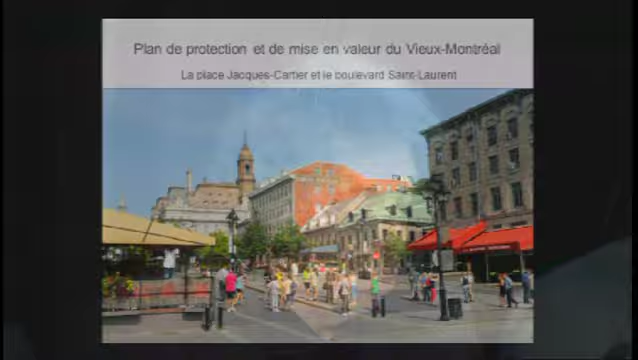 Plan de protection et de mise en valeur du Vieux-Montréal
La place Jacques-Cartier et le boulevard Saint-Laurent